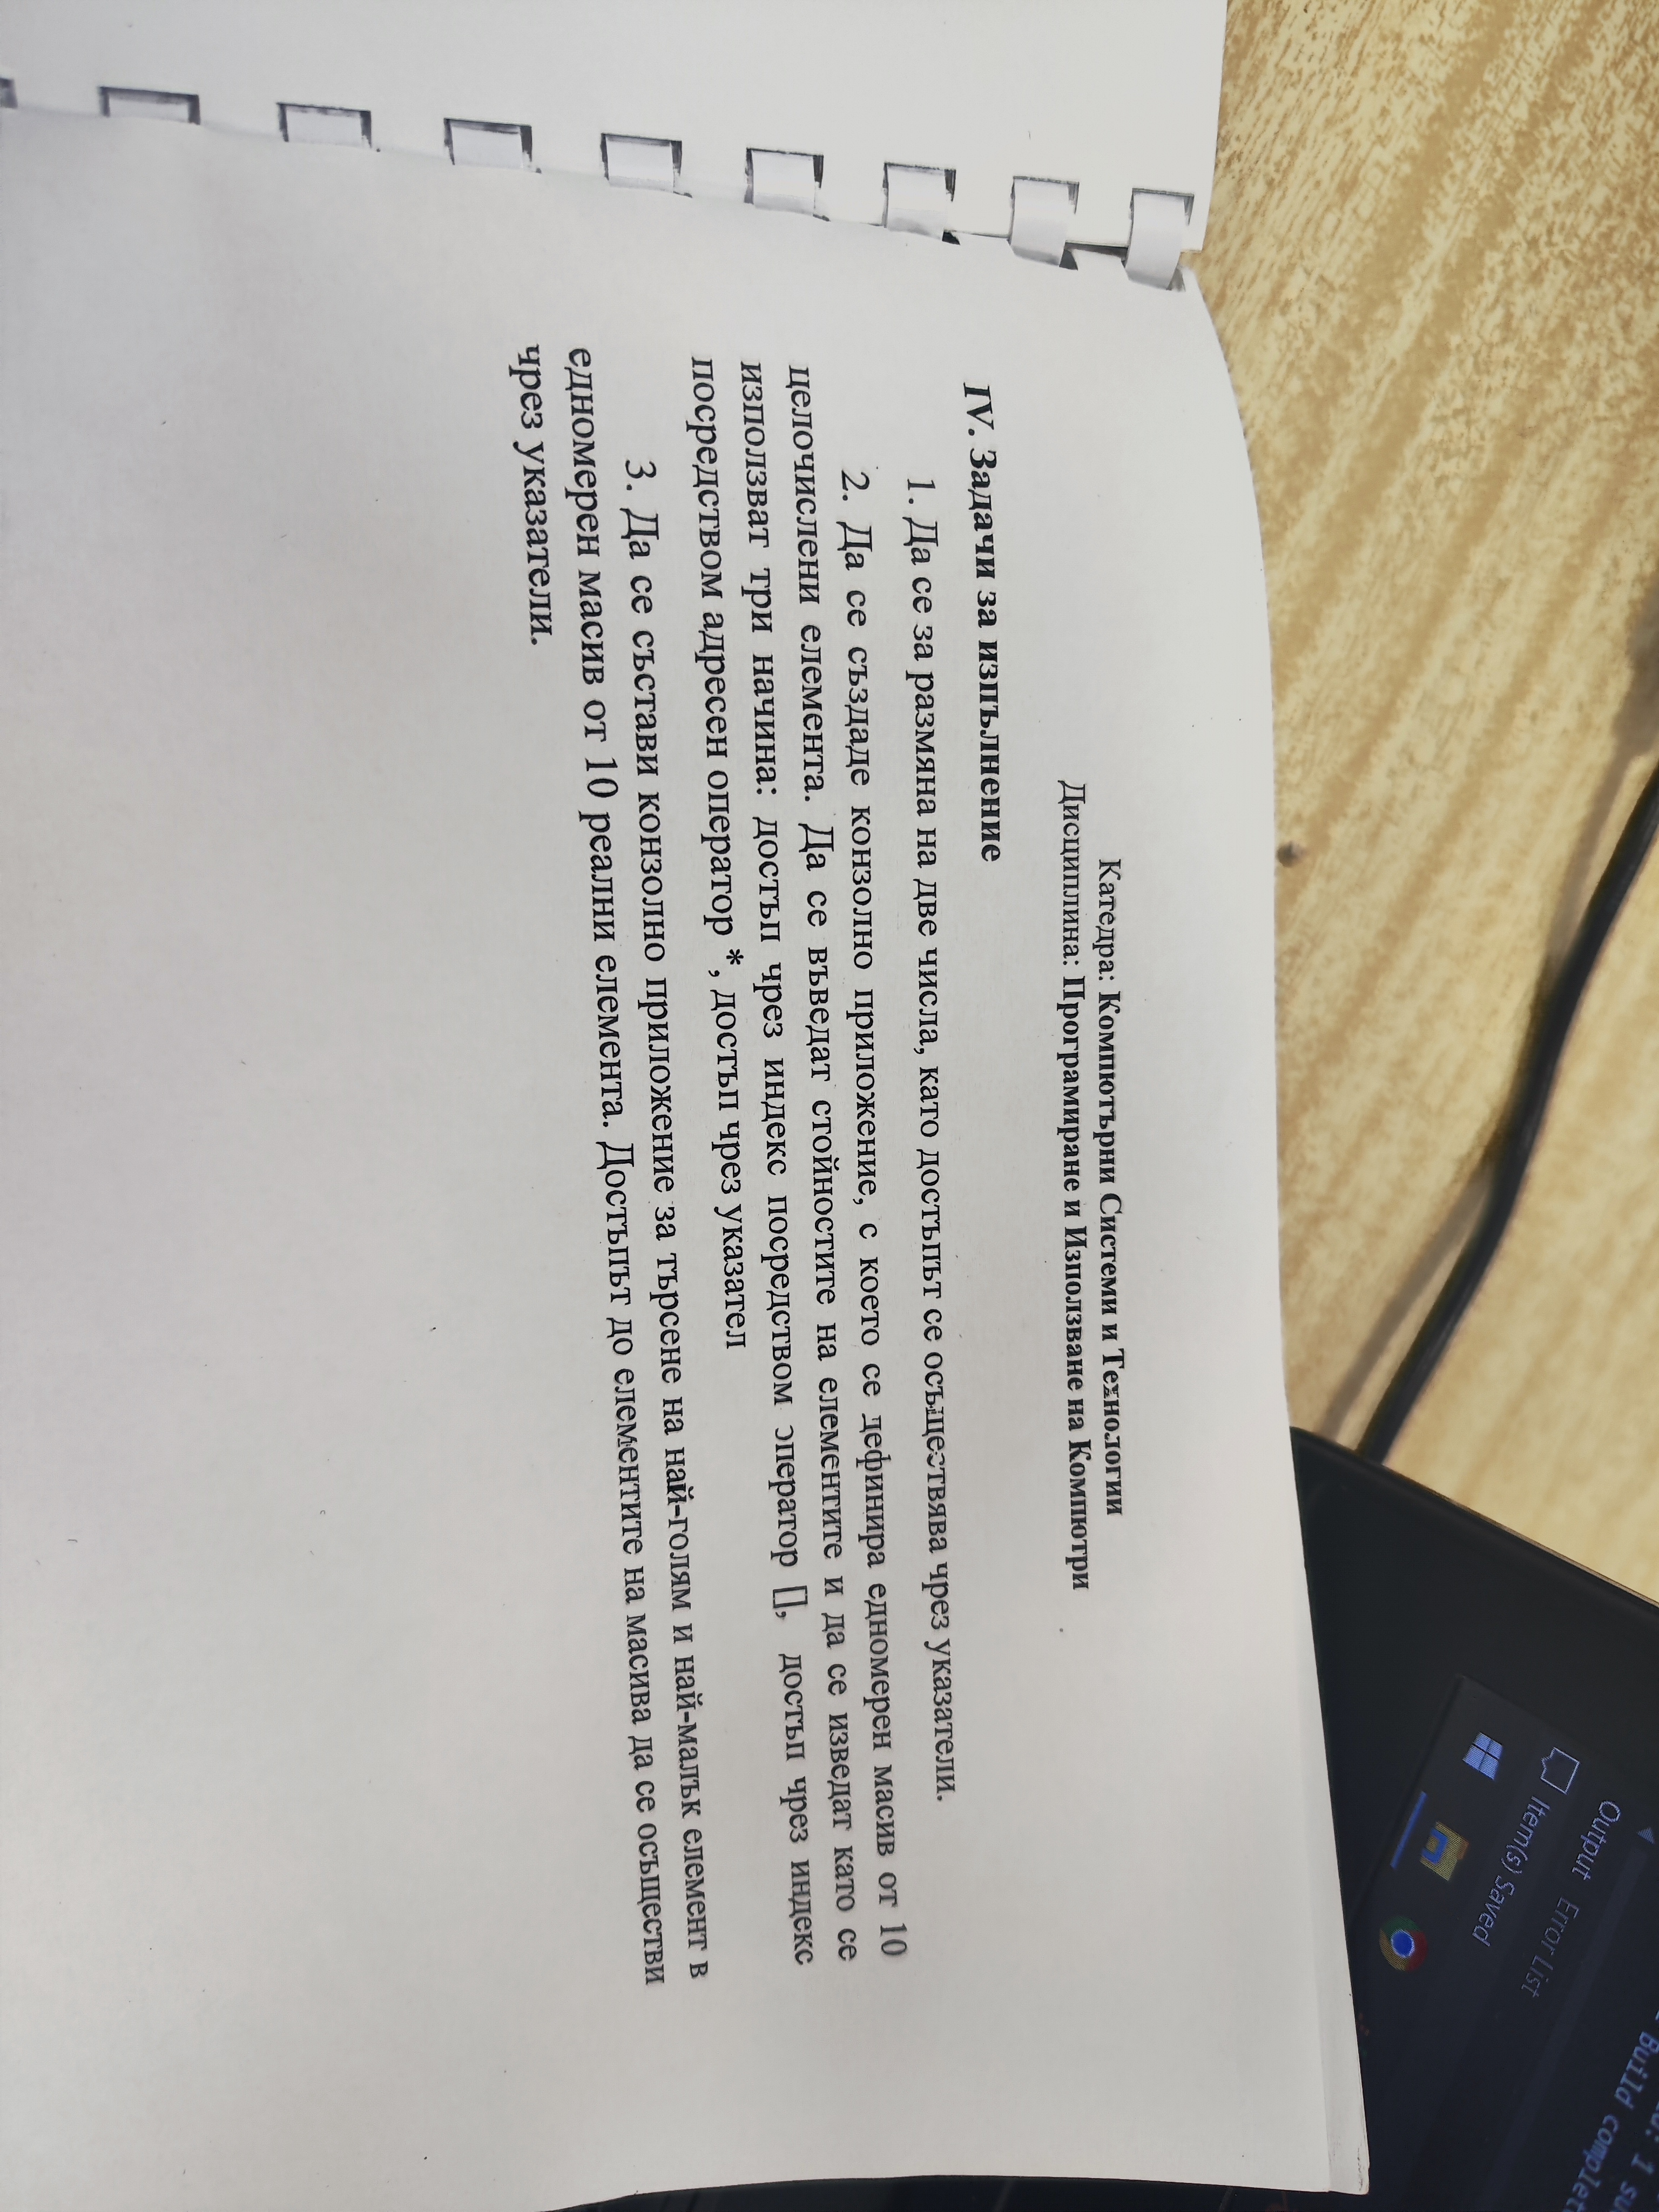 : 1 su
Build complet
Output Error List
Item(s) Saved
Катедра: Компютърни Системи и Технологии
Дисциплина: Програмиране и Използване на Компютри
IV. Задачи за изпълнение
1. Да се за размяна на две числа, като достъпът се осъществява чрез указатели.
2. Да се създаде конзолно приложение, с което се дефинира едномерен масив от 10
целочислени елемента. Да се въведат стойностите на елементите и да се изведат като се
използват три начина: достъп чрез индекс посредством оператор [], достъп чрез индекс
посредством адресен оператор *, достъп чрез указател
3. Да се състави конзолно приложение за търсене на най-голям и най-малък елемент в
едномерен масив от 10 реални елемента. Достъпът до елементите на масива да се осъществи
чрез указатели.